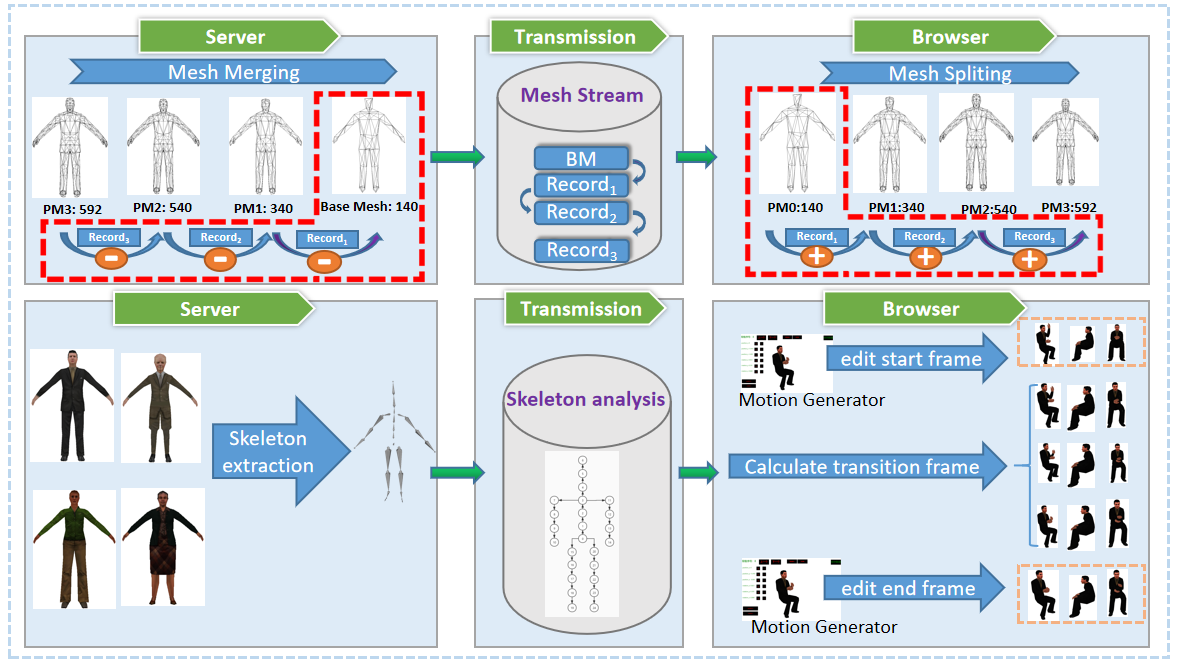 Server
Transmission
Browser
Mesh Merging
Mesh Stream
Mesh Spliting
BM
Record1
Record2
Record3
PM3: 592
PM2: 540
PM1: 340
Base Mesh: 140
PM0:140
PM1:340
PM2:540
PM3:592
Record3
Record2
Record1
Record1
Record2
Record3
Server
Transmission
Browser
edit start frame
Motion Generator
Skeleton analysis
Skeleton
extraction
Calculate transition frame
edit end frame
Motion Generator